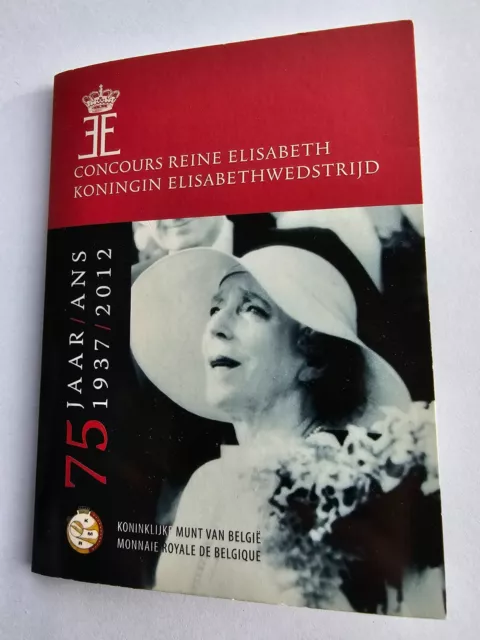 CONCOURS REINE ELISABETH
KONINGIN ELISABETHWEDSTRIJD
75 JAAR/ANS
1937/2012
KONINKLIJKE MUNT VAN BELGIË
MONNAIE ROYALE DE BELGIQUE